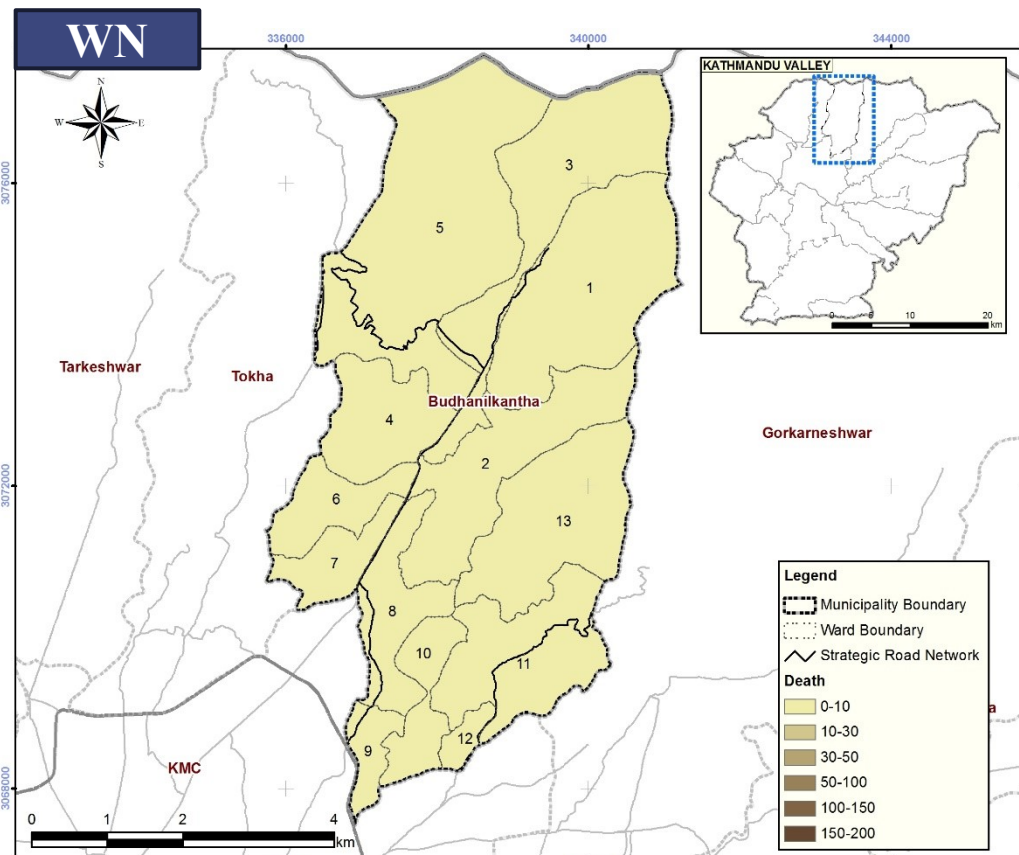 WN
336000
340000
344000
N
W
E
S
KATHMANDU VALLEY
0 5 10 20
km
3076000
3
5
1
Tarkeshwar
Tokha
Budhanilkantha
4
Gorkarneshwar
2
3072000
6
13
7
8
10
11
12
9
KMC
3068000
0 1 2 4
km
Legend
Municipality Boundary
Ward Boundary
Strategic Road Network
Death
0-10
10-30
30-50
50-100
100-150
150-200
a